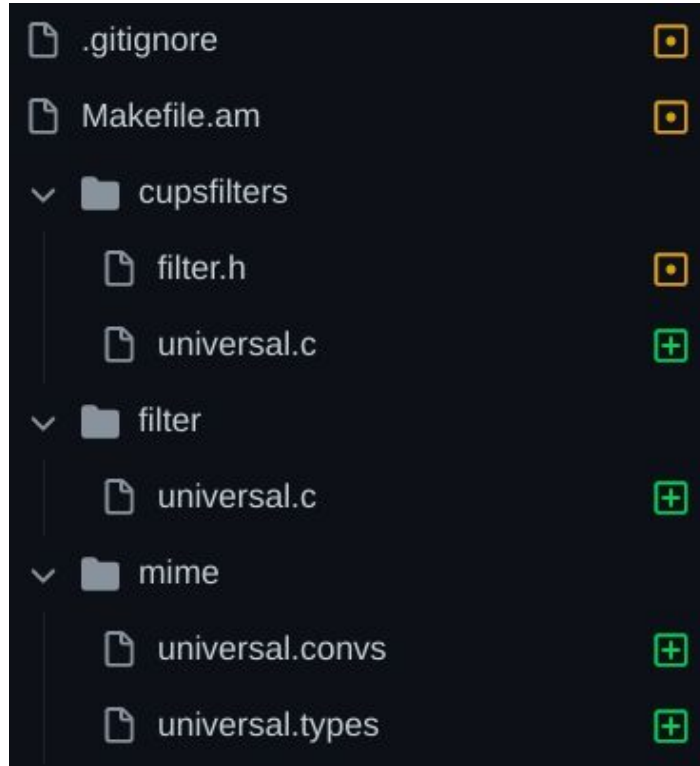 .gitignore
Makefile.am
cupsfilters
filter.h
universal.c
filter
universal.c
mime
universal.convs
universal.types